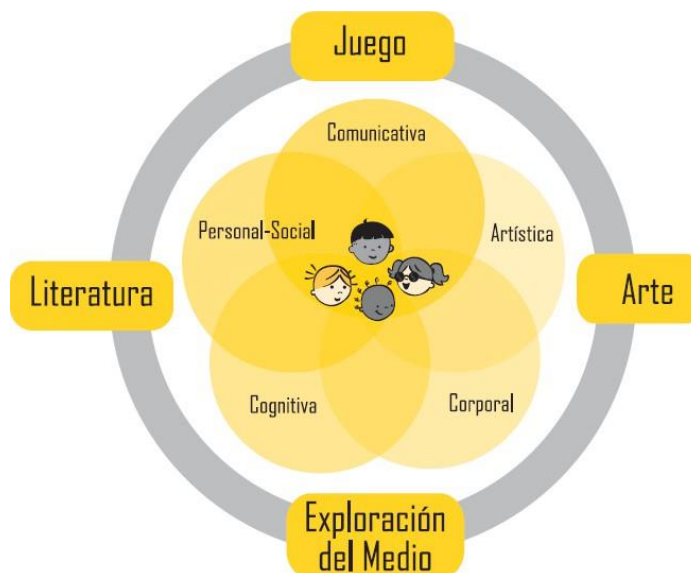 Juego
Comunicativa
Personal-Social
Artística
Literatura
Arte
Cognitiva
Corporal
Exploración
del Medio